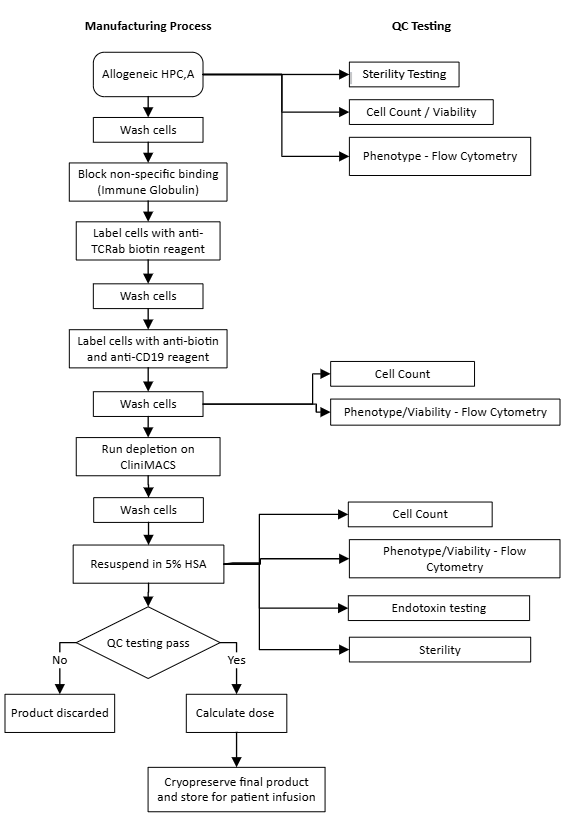 Manufacturing Process
QC Testing
Allogeneic HPC,A
Sterility Testing
Cell Count / Viability
Wash cells
Phenotype - Flow Cytometry
Block non-specific binding
(Immune Globulin)
Label cells with anti-
TCRab biotin reagent
Wash cells
Label cells with anti-biotin
and anti-CD19 reagent
Cell Count
Wash cells
Phenotype/Viability - Flow Cytometry
Run depletion on
CliniMACS
Wash cells
Cell Count
Resuspend in 5% HSA
Phenotype/Viability - Flow
Cytometry
Endotoxin testing
QC testing pass
Sterility
No
Yes
Product discarded
Calculate dose
Cryopreserve final product
and store for patient infusion